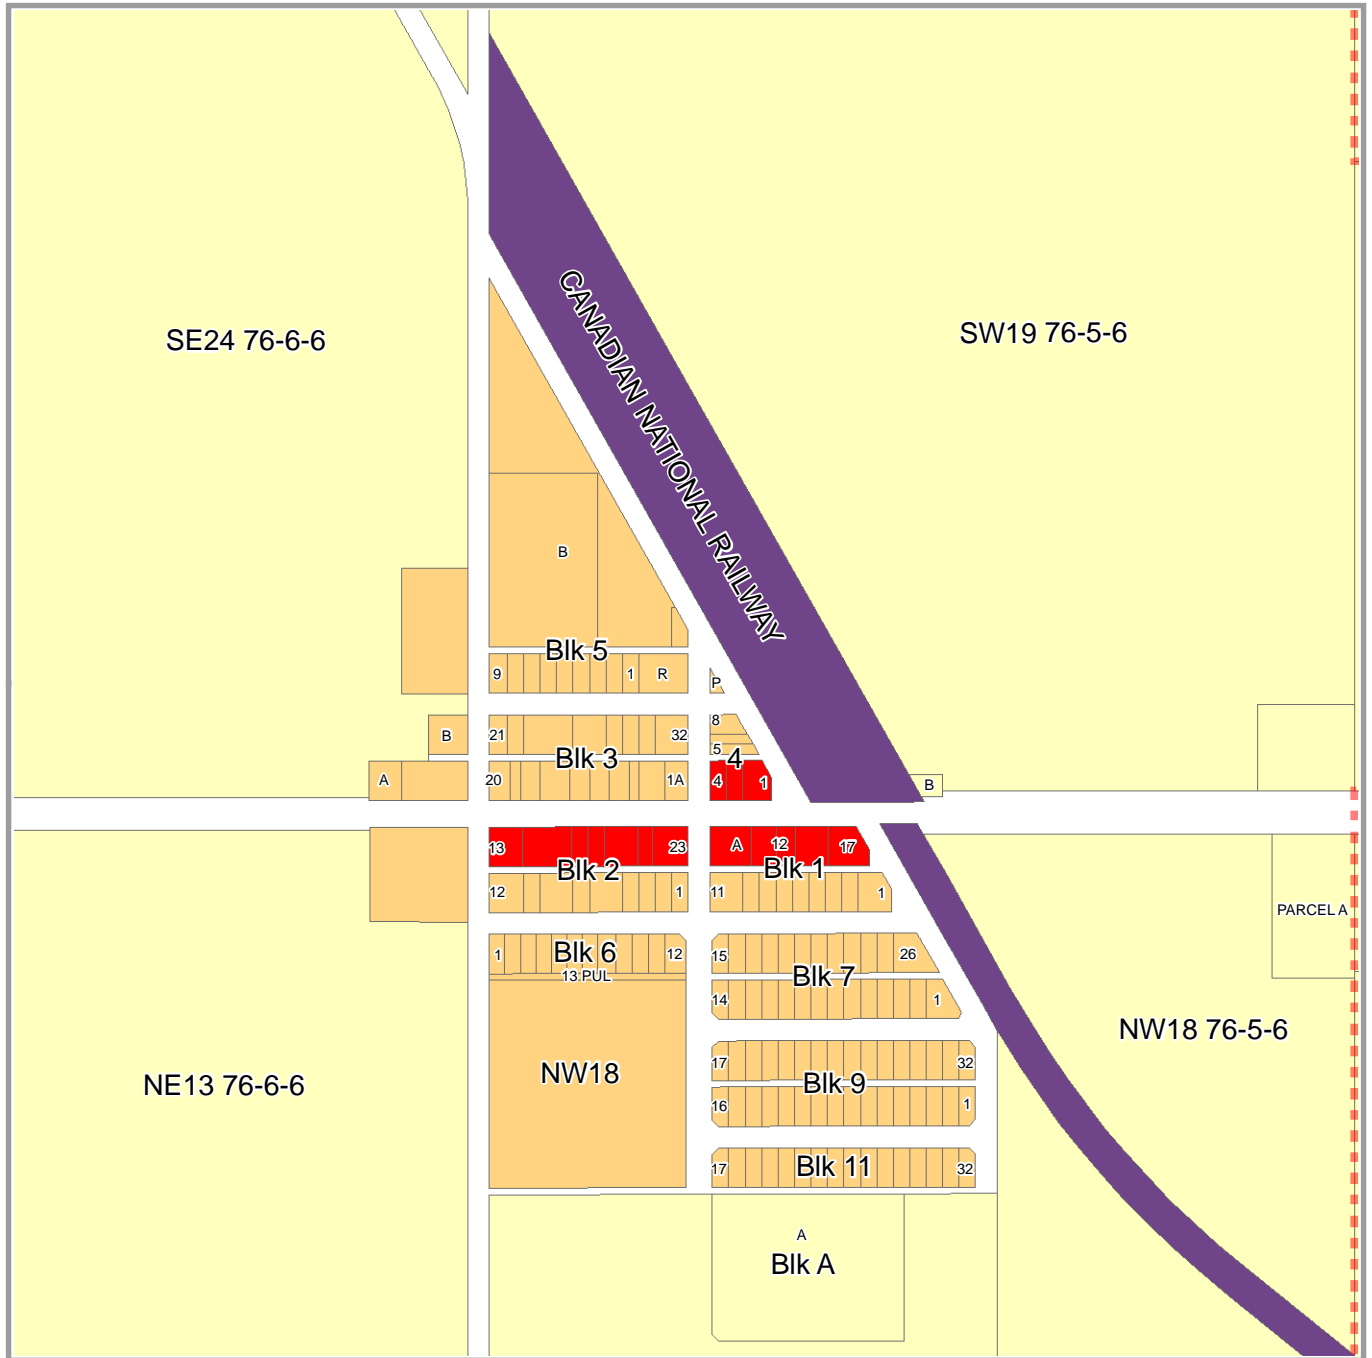 SE24 76-6-6
SW19 76-5-6
CANADIAN NATIONAL RAILWAY
B
Blk 5
9
1
R
P
B
21
32
8
5
Blk 3
4
A
20
1A
4
1
B
13
23
A
12
17
Blk 2
Blk 1
12
1
11
1
PARCEL A
1
Blk 6
12
15
26
13 PUL
Blk 7
14
1
NW18 76-5-6
NW18
17
32
NE13 76-6-6
Blk 9
16
1
17
Blk 11
32
A
Blk A